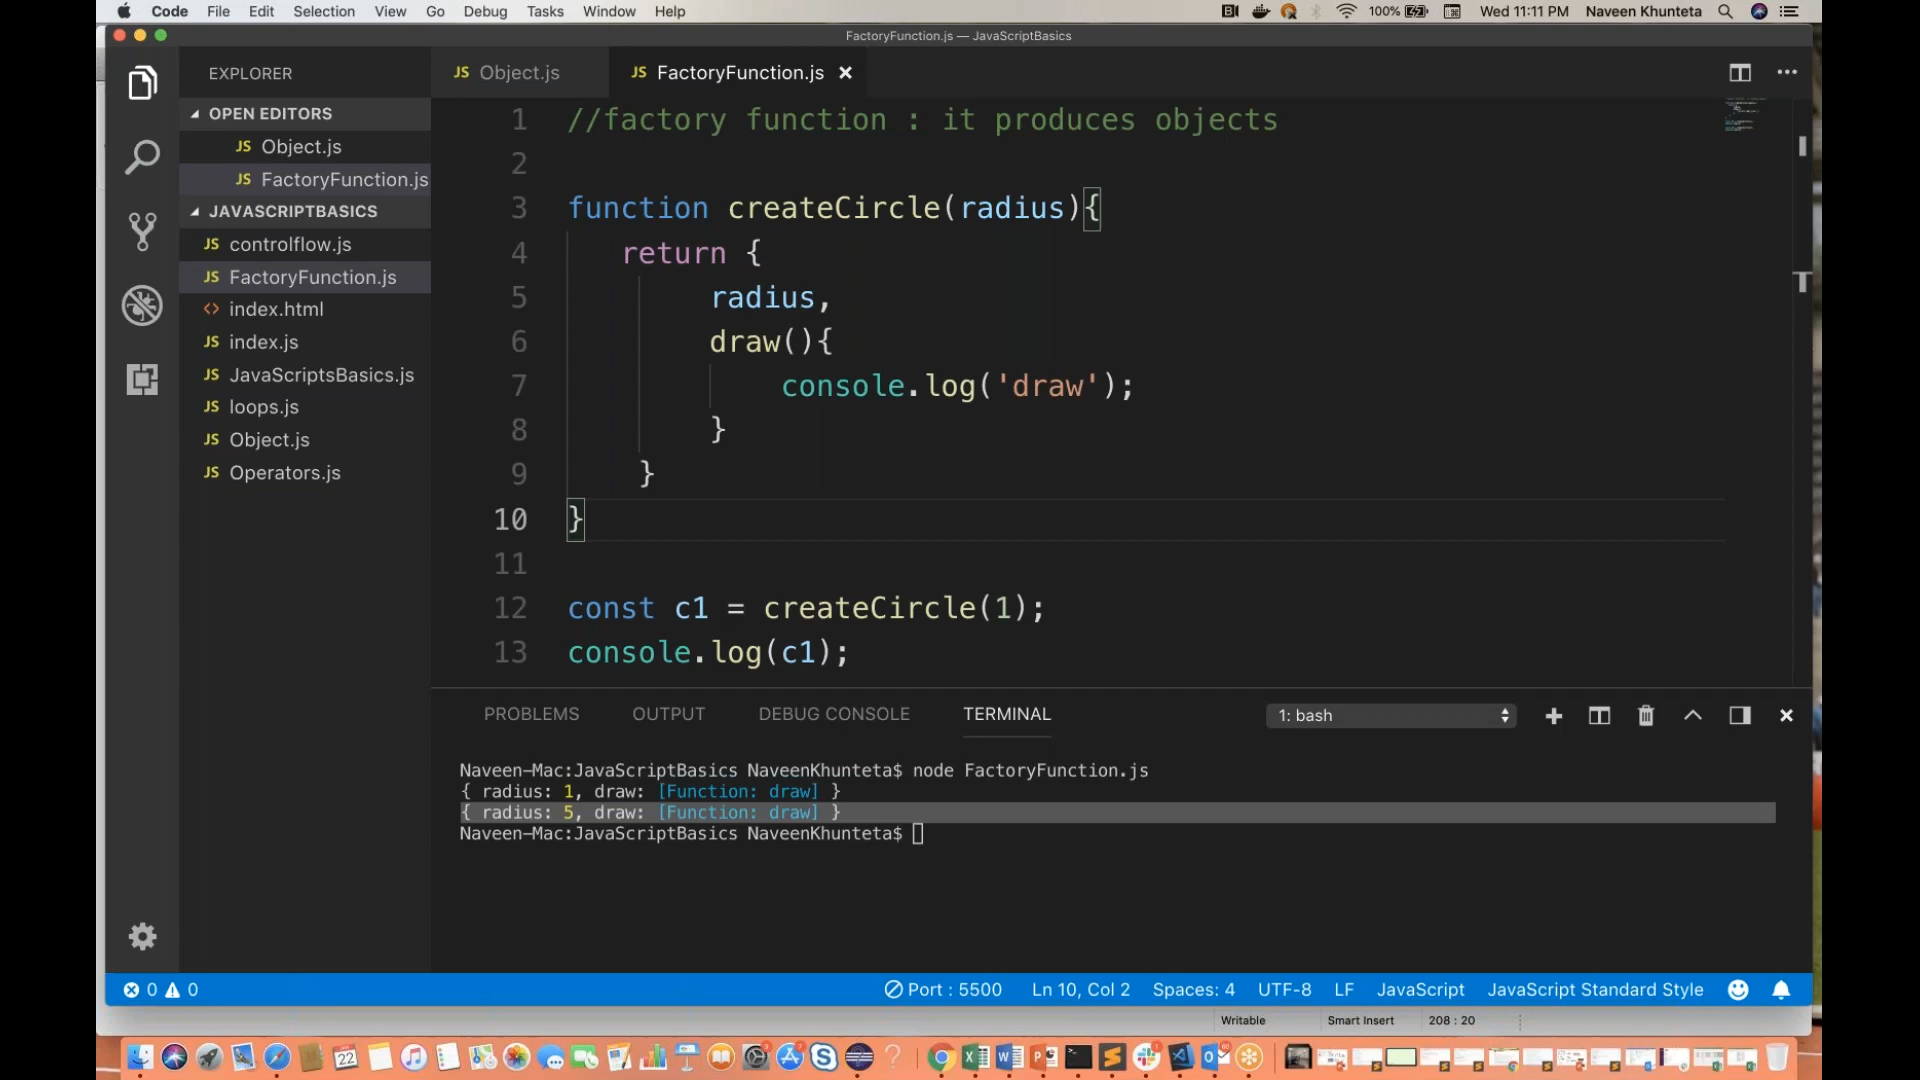 Code File Edit Selection View Go Debug Tasks Window Help 100% Wed 11:11 PM Naveen Khunteta
FactoryFunction.js — JavaScriptBasics
EXPLORER
OPEN EDITORS
JS Object.js
JS FactoryFunction.js
JAVASCRIPTBASICS
JS controlflow.js
JS FactoryFunction.js
<> index.html
JS index.js
JS JavaScriptsBasics.js
JS loops.js
JS Object.js
JS Operators.js
JS Object.js JS FactoryFunction.js
1 //factory function : it produces objects
2
3 function createCircle(radius){
4 return {
5 radius,
6 draw(){
7 console.log('draw');
8 }
9 }
10 }
11
12 const c1 = createCircle(1);
13 console.log(c1);
PROBLEMS OUTPUT DEBUG CONSOLE TERMINAL 1: bash
Naveen-Mac:JavaScriptBasics NaveenKhunteta$ node FactoryFunction.js
{ radius: 1, draw: [Function: draw] }
{ radius: 5, draw: [Function: draw] }
Naveen-Mac:JavaScriptBasics NaveenKhunteta$
0 0 Port : 5500 Ln 10, Col 2 Spaces: 4 UTF-8 LF JavaScript JavaScript Standard Style
Writable Smart Insert 208 : 20